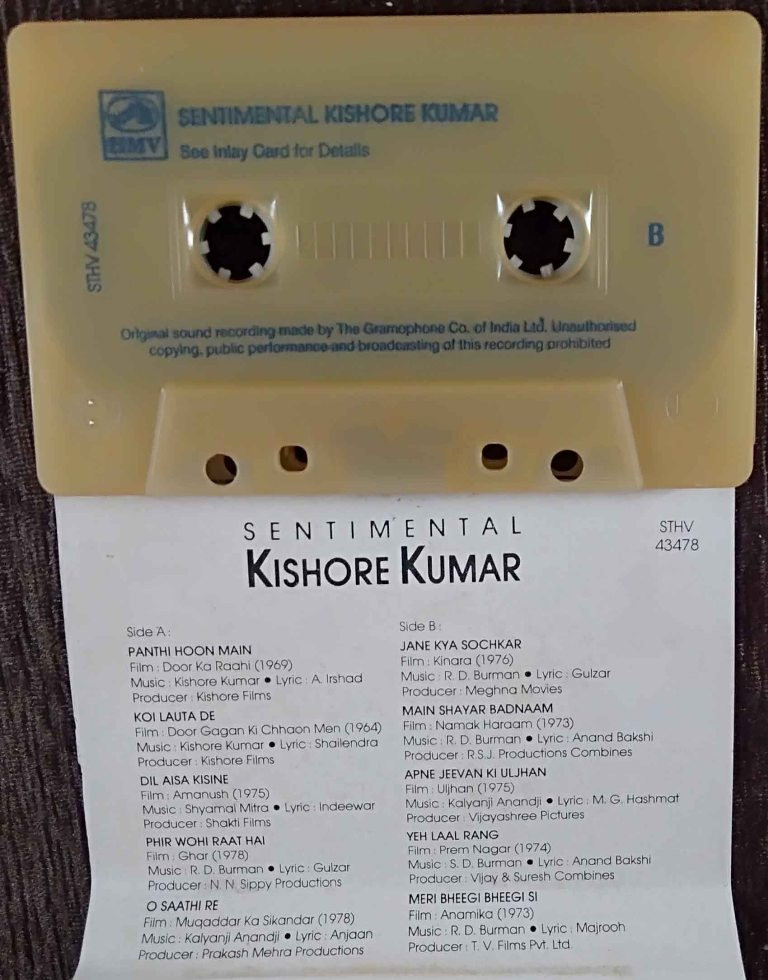 HMV
SENTIMENTAL KISHORE KUMAR
See Inlay Card for Details
STHV 43478
B
Original sound recording made by The Gramophone Co. of India Ltd. Unauthorised
copying, public performance and broadcasting of this recording prohibited
SENTIMENTAL
KISHORE KUMAR
STHV
43478
Side A :
PANTHI HOON MAIN
Film : Door Ka Raahi (1969)
Music : Kishore Kumar • Lyric : A. Irshad
Producer : Kishore Films
KOI LAUTA DE
Film : Door Gagan Ki Chhaon Men (1964)
Music : Kishore Kumar • Lyric : Shailendra
Producer : Kishore Films
DIL AISA KISINE
Film : Amanush (1975)
Music : Shyamal Mitra • Lyric : Indeewar
Producer : Shakti Films
PHIR WOHI RAAT HAI
Film : Ghar (1978)
Music : R. D. Burman • Lyric : Gulzar
Producer : N. N. Sippy Productions
O SAATHI RE
Film : Muqaddar Ka Sikandar (1978)
Music : Kalyanji Anandji • Lyric : Anjaan
Producer : Prakash Mehra Productions
Side B :
JANE KYA SOCHKAR
Film : Kinara (1976)
Music : R. D. Burman • Lyric : Gulzar
Producer : Meghna Movies
MAIN SHAYAR BADNAAM
Film : Namak Haraam (1973)
Music : R. D. Burman • Lyric : Anand Bakshi
Producer : R.S.J. Productions Combines
APNE JEEVAN KI ULJHAN
Film : Uljhan (1975)
Music : Kalyanji Anandji • Lyric : M. G. Hashmat
Producer : Vijayashree Pictures
YEH LAAL RANG
Film : Prem Nagar (1974)
Music : S. D. Burman • Lyric : Anand Bakshi
Producer : Vijay & Suresh Combines
MERI BHEEGI BHEEGI SI
Film : Anamika (1973)
Music : R. D. Burman • Lyric : Majrooh
Producer : T. V. Films Pvt. Ltd.